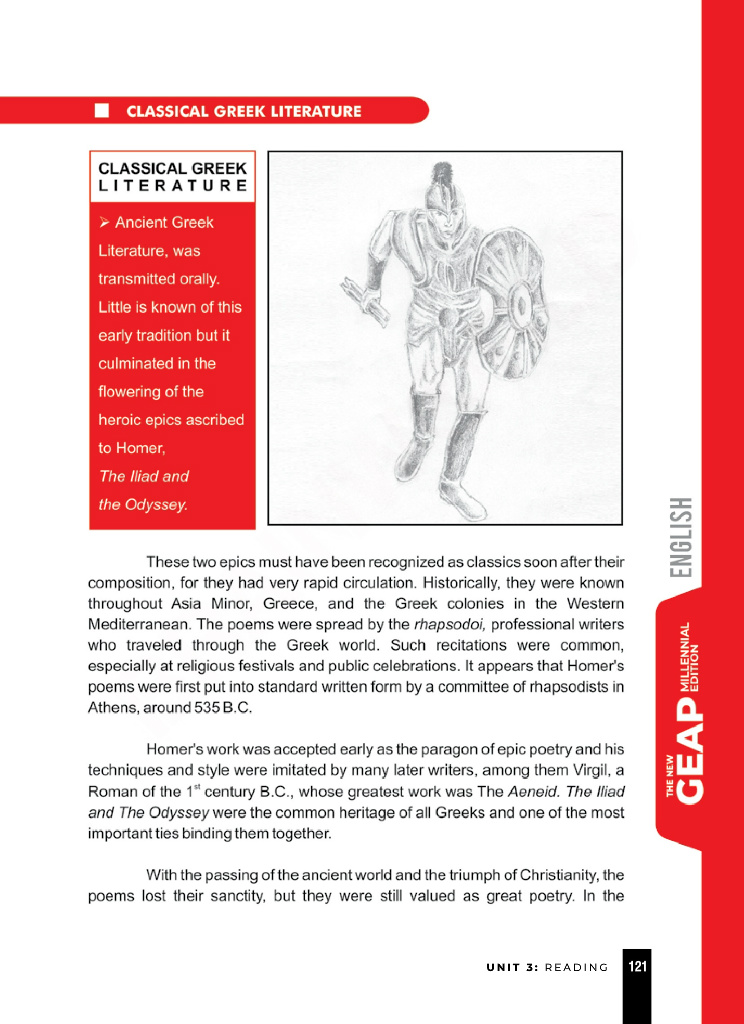 CLASSICAL GREEK LITERATURE
CLASSICAL GREEK
LITERATURE
➢ Ancient Greek
Literature, was
transmitted orally.
Little is known of this
early tradition but it
culminated in the
flowering of the
heroic epics ascribed
to Homer,
The Iliad and
the Odyssey.
These two epics must have been recognized as classics soon after their
composition, for they had very rapid circulation. Historically, they were known
throughout Asia Minor, Greece, and the Greek colonies in the Western
Mediterranean. The poems were spread by the rhapsodoi, professional writers
who traveled through the Greek world. Such recitations were common,
especially at religious festivals and public celebrations. It appears that Homer's
poems were first put into standard written form by a committee of rhapsodists in
Athens, around 535 B.C.
Homer's work was accepted early as the paragon of epic poetry and his
techniques and style were imitated by many later writers, among them Virgil, a
Roman of the 1st century B.C., whose greatest work was The Aeneid. The Iliad
and The Odyssey were the common heritage of all Greeks and one of the most
important ties binding them together.
With the passing of the ancient world and the triumph of Christianity, the
poems lost their sanctity, but they were still valued as great poetry. In the
ENGLISH
THE NEW
GEAP
MILLENNIAL
EDITION
UNIT 3: READING
121